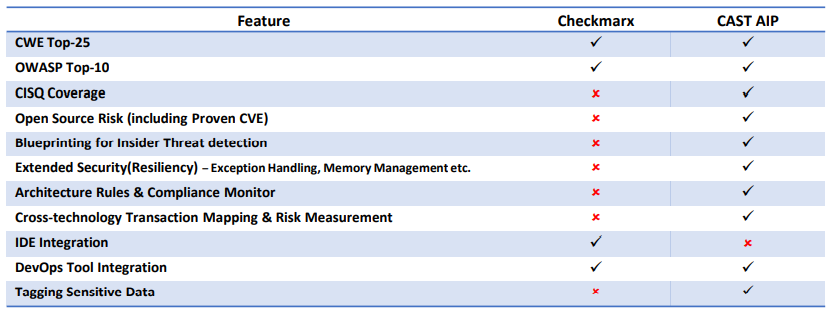 Feature Checkmarx CAST AIP
CWE Top-25 ✓ ✓
OWASP Top-10 ✓ ✓
CISQ Coverage ✗ ✓
Open Source Risk (including Proven CVE) ✗ ✓
Blueprinting for Insider Threat detection ✗ ✓
Extended Security(Resiliency) – Exception Handling, Memory Management etc. ✗ ✓
Architecture Rules & Compliance Monitor ✗ ✓
Cross-technology Transaction Mapping & Risk Measurement ✗ ✓
IDE Integration ✓ ✗
DevOps Tool Integration ✓ ✓
Tagging Sensitive Data ✗ ✓